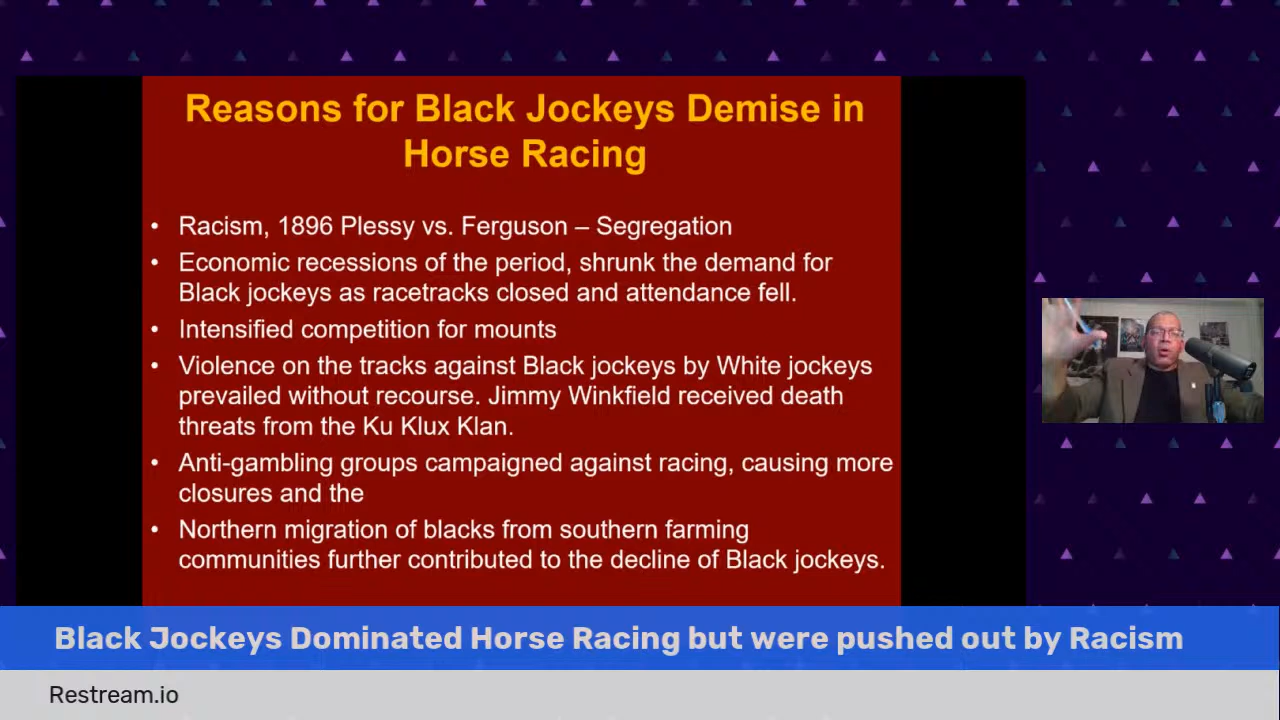 Reasons for Black Jockeys Demise in
Horse Racing
• Racism, 1896 Plessy vs. Ferguson – Segregation
• Economic recessions of the period, shrunk the demand for
Black jockeys as racetracks closed and attendance fell.
• Intensified competition for mounts
• Violence on the tracks against Black jockeys by White jockeys
prevailed without recourse. Jimmy Winkfield received death
threats from the Ku Klux Klan.
• Anti-gambling groups campaigned against racing, causing more
closures and the
• Northern migration of blacks from southern farming
communities further contributed to the decline of Black jockeys.
Black Jockeys Dominated Horse Racing but were pushed out by Racism
Restream.io